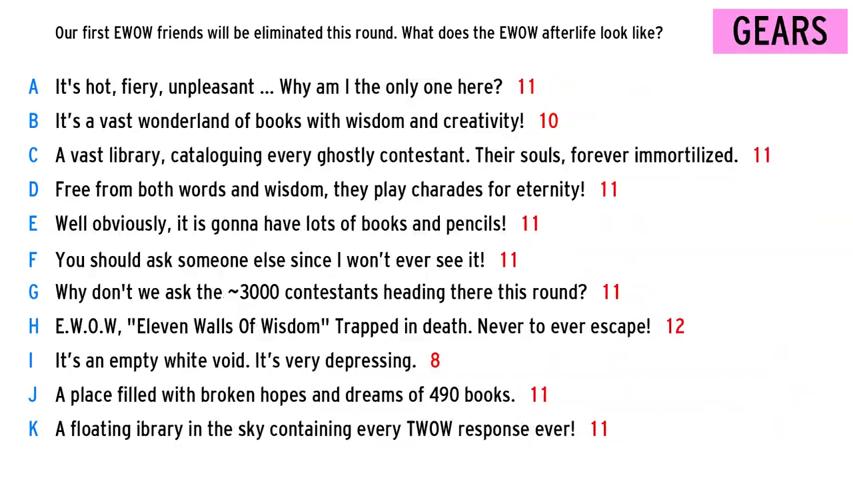 Our first EWOW friends will be eliminated this round. What does the EWOW afterlife look like?
GEARS
A It's hot, fiery, unpleasant ... Why am I the only one here? 11
B It's a vast wonderland of books with wisdom and creativity! 10
C A vast library, cataloguing every ghostly contestant. Their souls, forever immortilized. 11
D Free from both words and wisdom, they play charades for eternity! 11
E Well obviously, it is gonna have lots of books and pencils! 11
F You should ask someone else since I won't ever see it! 11
G Why don't we ask the ~3000 contestants heading there this round? 11
H E.W.O.W, "Eleven Walls Of Wisdom" Trapped in death. Never to ever escape! 12
I It's an empty white void. It's very depressing. 8
J A place filled with broken hopes and dreams of 490 books. 11
K A floating ibrary in the sky containing every TWOW response ever! 11